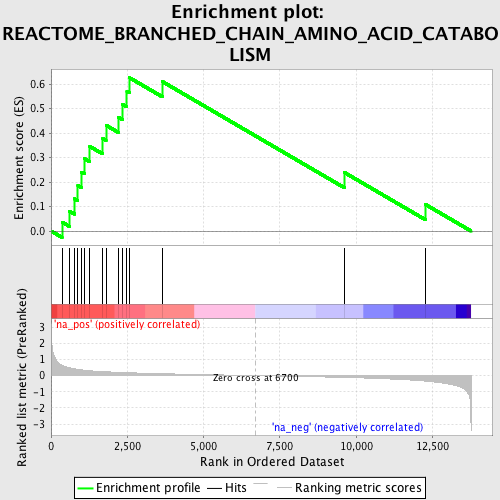 Enrichment plot:
REACTOME_BRANCHED_CHAIN_AMINO_ACID_CATABO
LISM
Enrichment score (ES)
0.6
0.5
0.4
0.3
0.2
0.1
0.0
'na_pos' (positively correlated)
Ranked list metric (PreRanked)
3
2
1
0
-1
-2
-3
Zero cross at 6700
'na_neg' (negatively correlated)
0 2,500 5,000 7,500 10,000 12,500
Rank in Ordered Dataset
Enrichment profile Hits Ranking metric scores